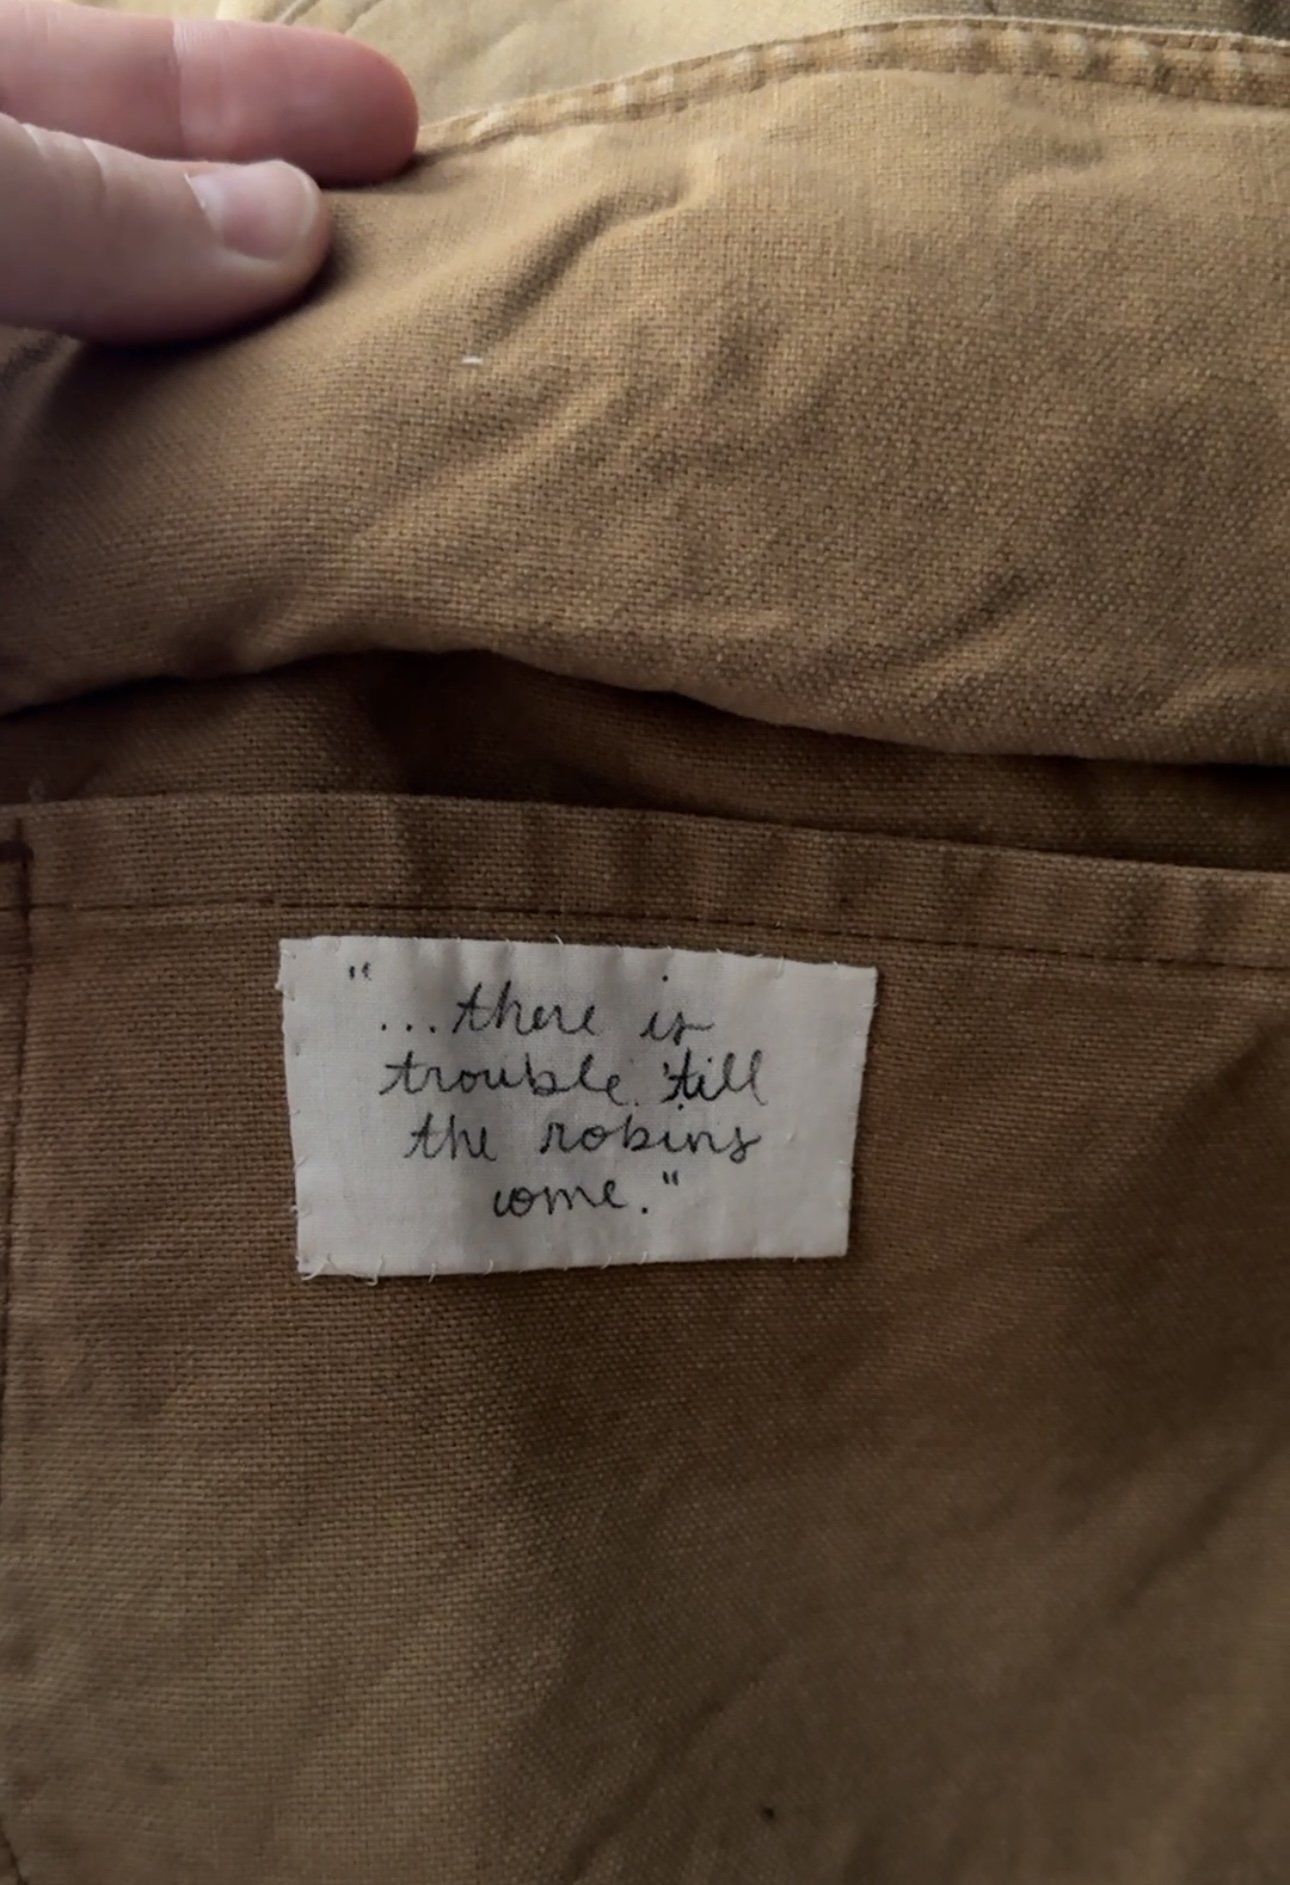 "
...there is
trouble 'till
the robins
come."